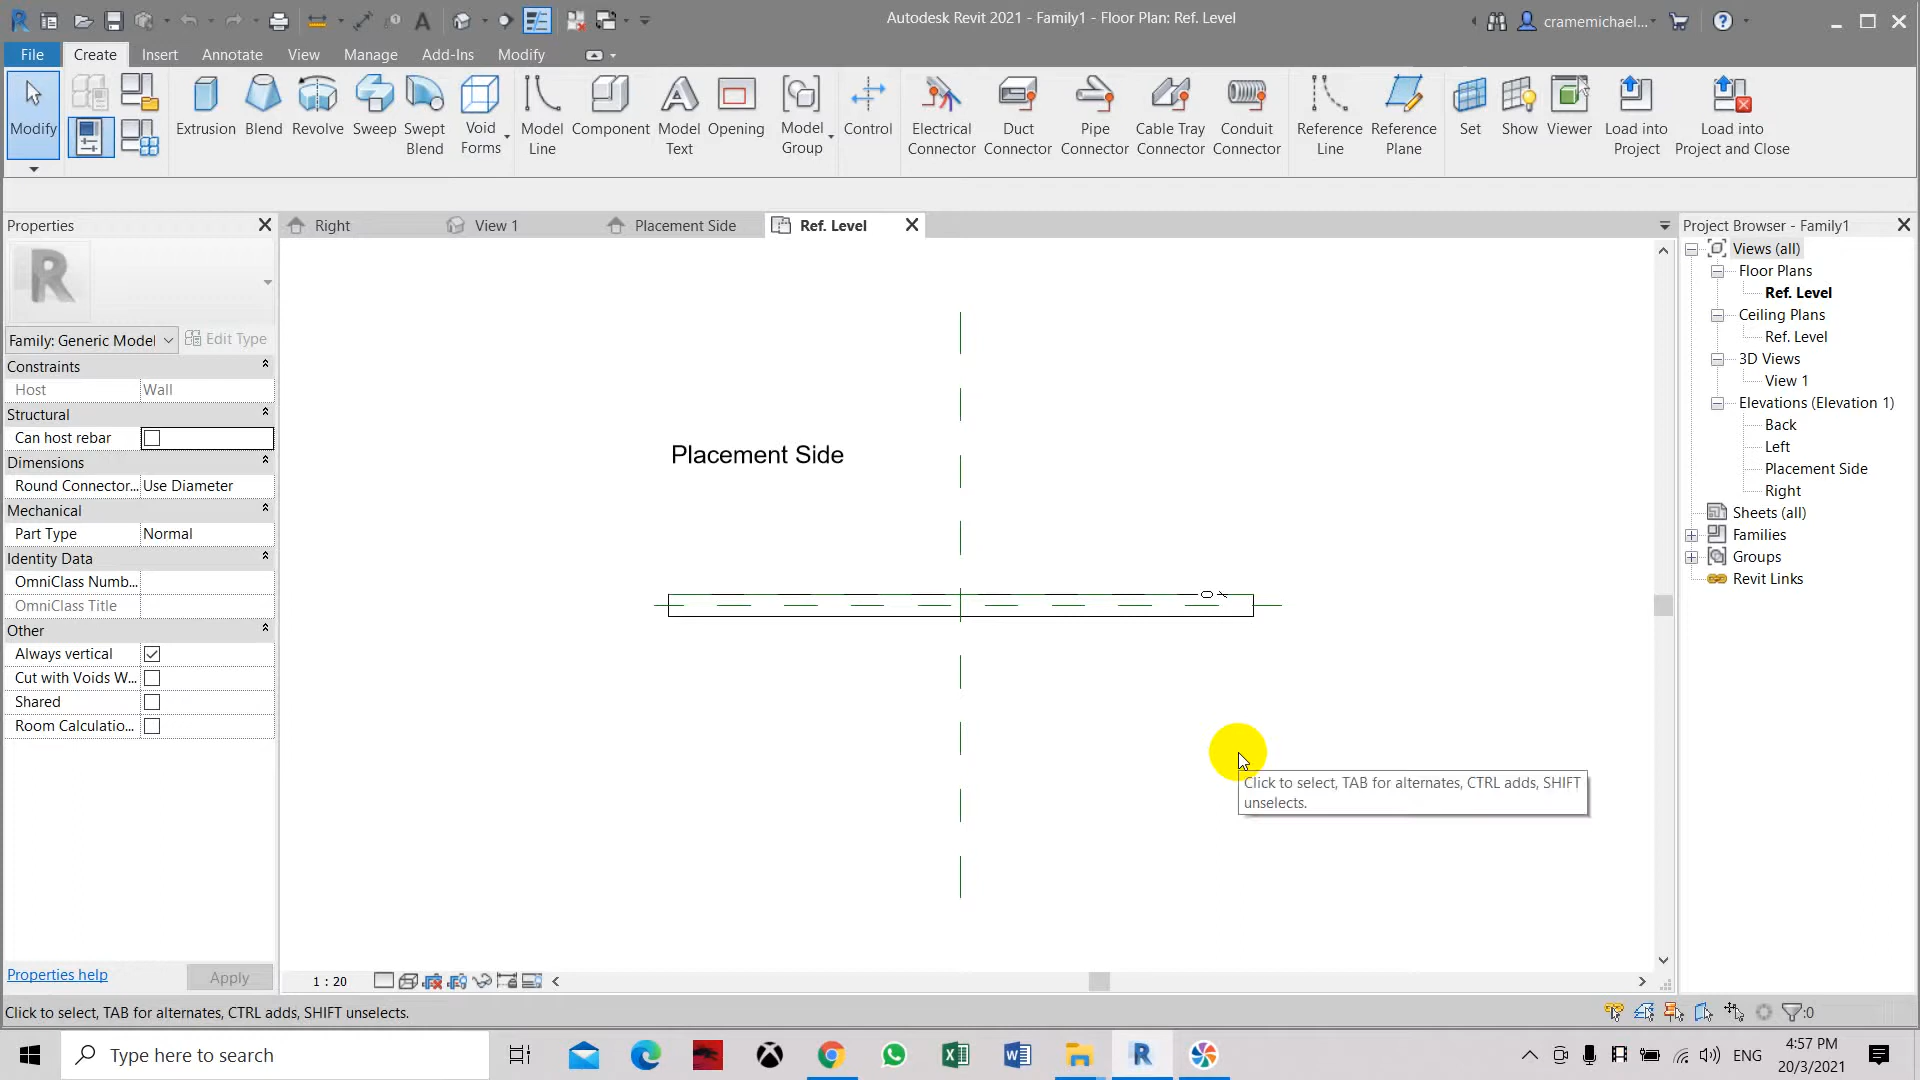 Autodesk Revit 2021 - Family1 - Floor Plan: Ref. Level
cramemichael...
File Create Insert Annotate View Manage Add-Ins Modify
Modify
Extrusion Blend Revolve Sweep Swept Blend Void Forms
Model Line Component Model Text Opening Model Group Control
Electrical Connector Duct Connector Pipe Connector Cable Tray Connector Conduit Connector
Reference Line Reference Plane Set Show Viewer Load into Project Load into Project and Close
Properties
Right View 1 Placement Side Ref. Level
Project Browser - Family1
Family: Generic Model Edit Type
Constraints
Host Wall
Structural
Can host rebar
Dimensions
Round Connector... Use Diameter
Mechanical
Part Type Normal
Identity Data
OmniClass Numb...
OmniClass Title
Other
Always vertical
Cut with Voids W...
Shared
Room Calculatio...
Properties help Apply
Placement Side
Click to select, TAB for alternates, CTRL adds, SHIFT
unselects.
1 : 20
Views (all)
Floor Plans
Ref. Level
Ceiling Plans
Ref. Level
3D Views
View 1
Elevations (Elevation 1)
Back
Left
Placement Side
Right
Sheets (all)
Families
Groups
Revit Links
Click to select, TAB for alternates, CTRL adds, SHIFT unselects.
:0
Type here to search
ENG
4:57 PM
20/3/2021